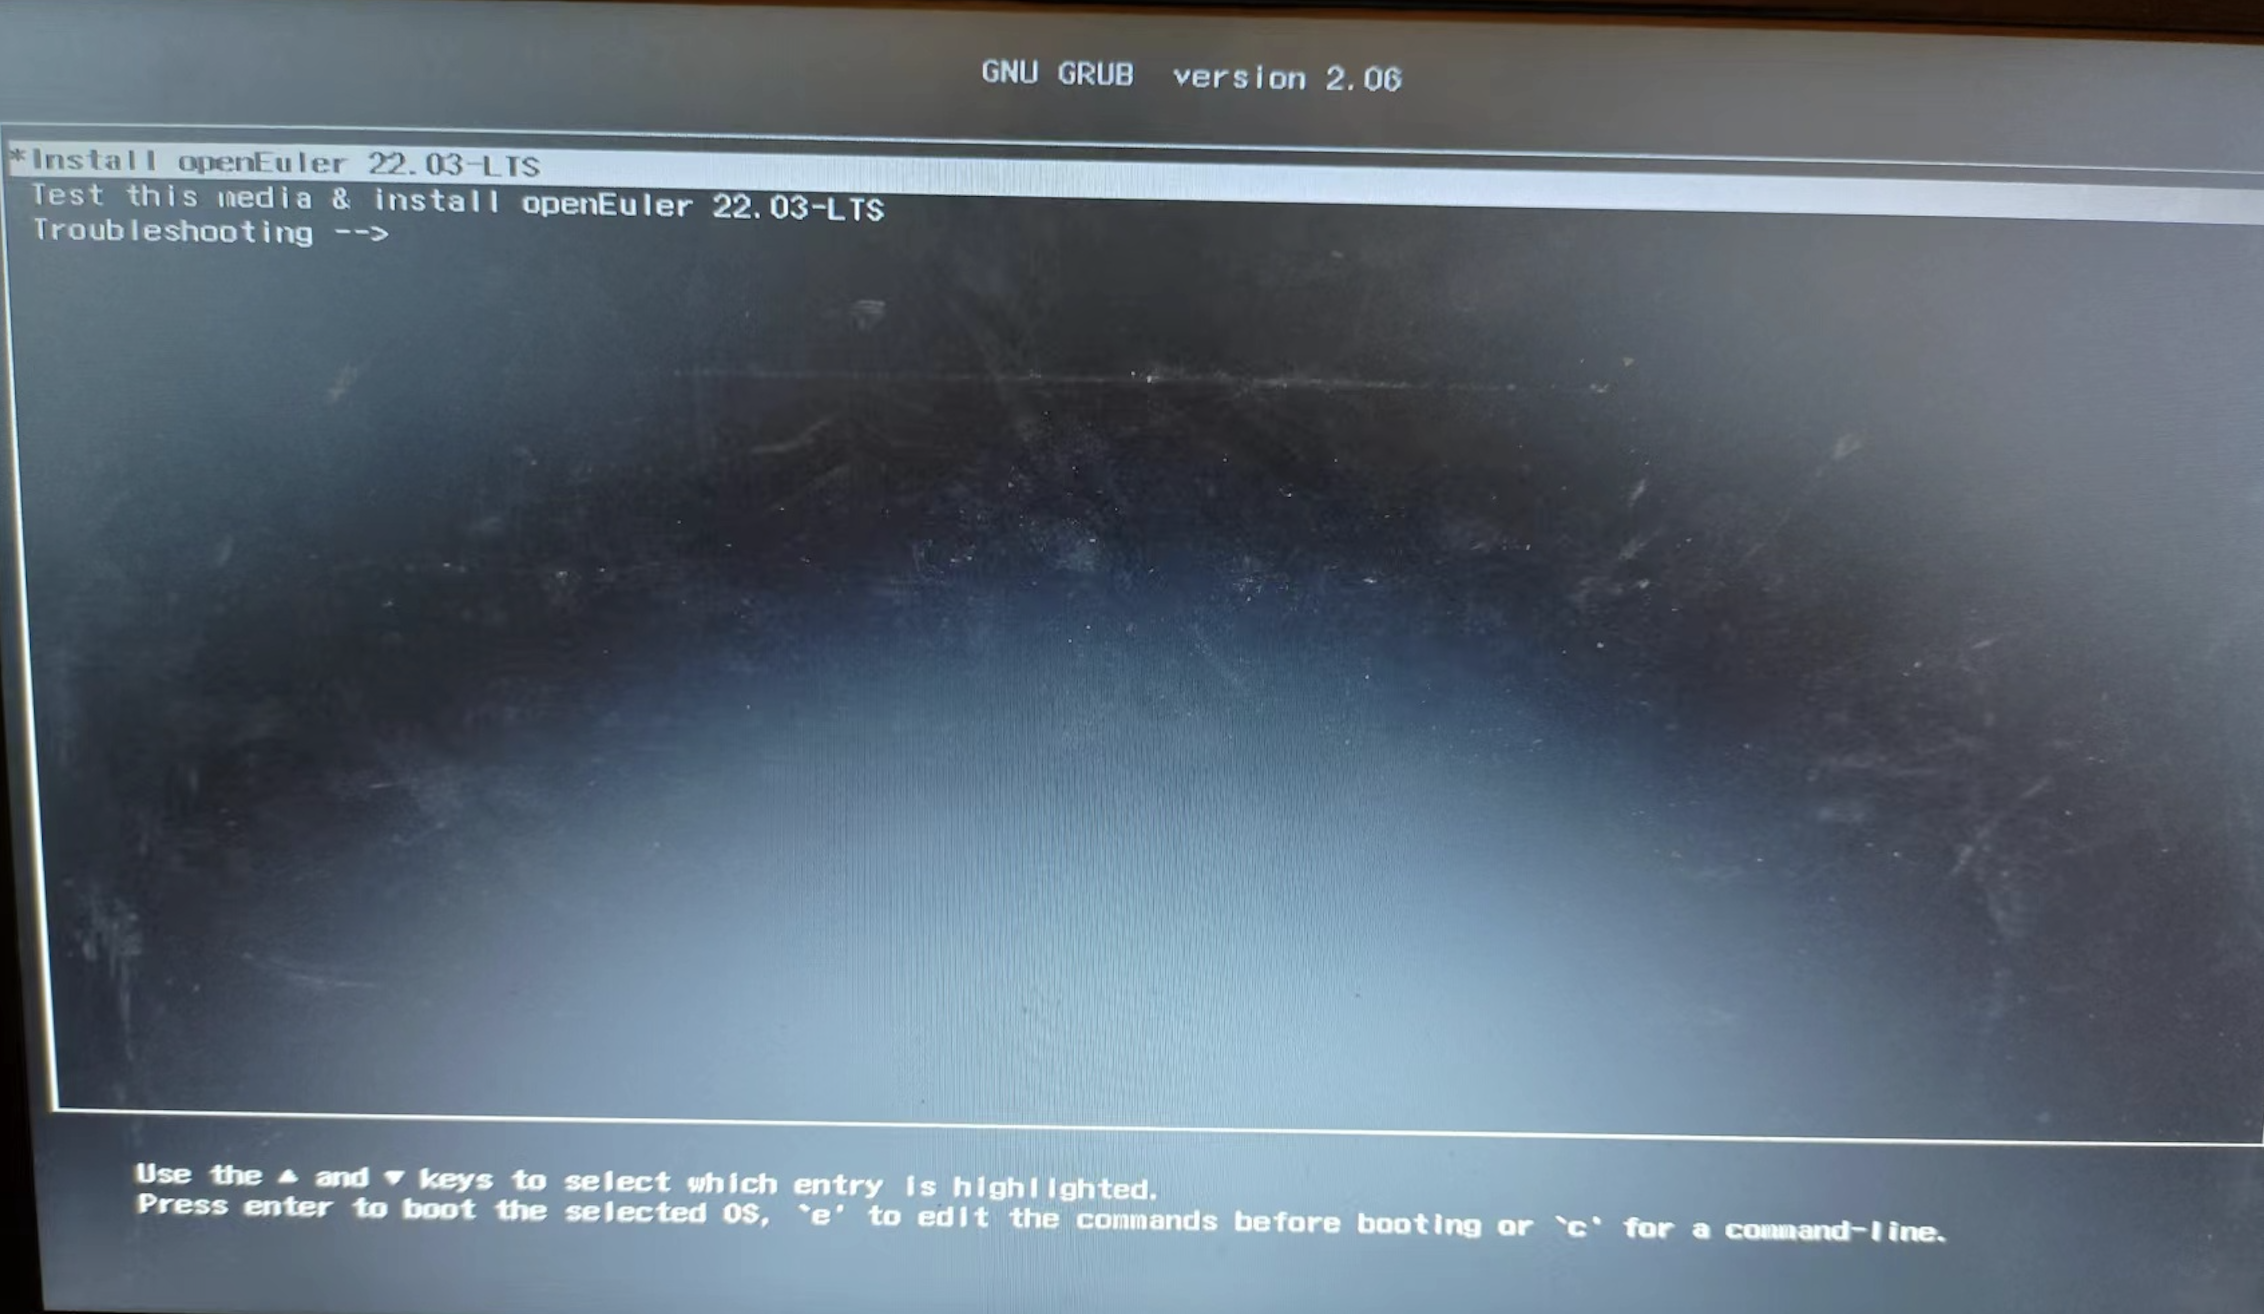 GNU GRUB  version 2.06
*Install openEuler 22.03-LTS
Test this media & install openEuler 22.03-LTS
Troubleshooting -->
Use the ▲ and ▼ keys to select which entry is highlighted.
Press enter to boot the selected OS, `e' to edit the commands before booting or `c' for a command-line.